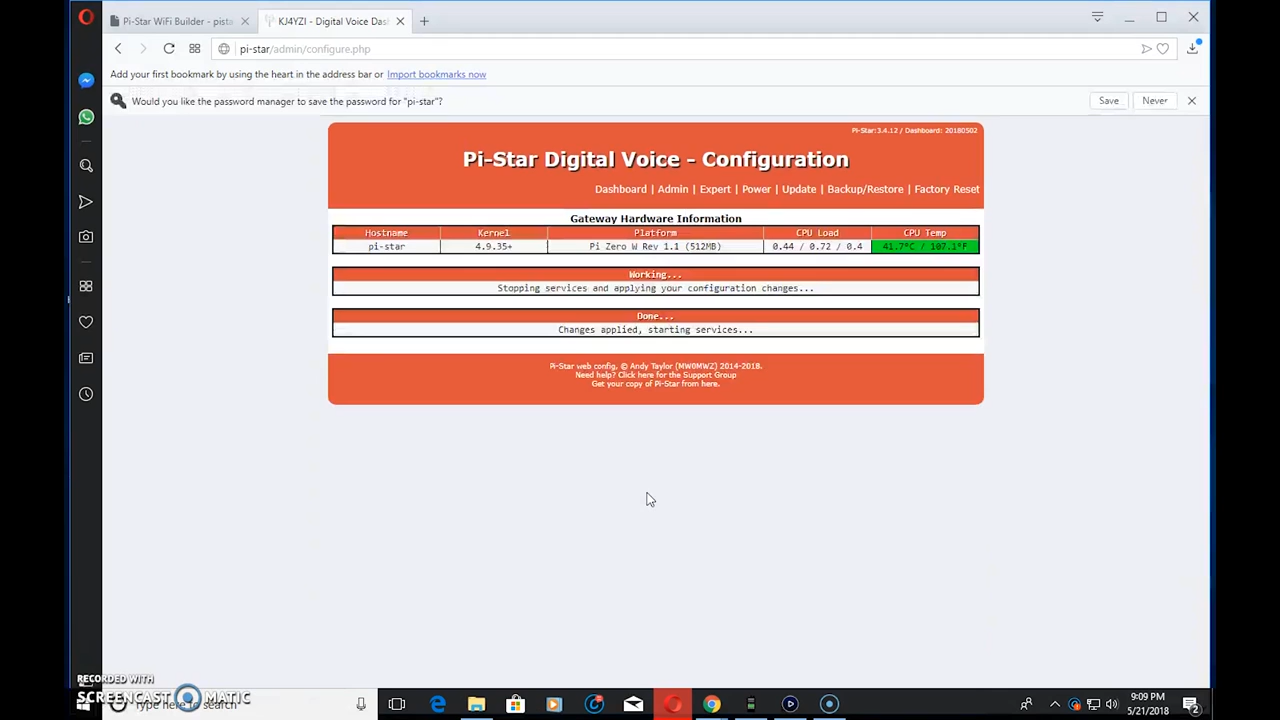 Pi-Star WiFi Builder - pista
KJ4YZI - Digital Voice Das
pi-star/admin/configure.php
Add your first bookmark by using the heart in the address bar or Import bookmarks now
Would you like the password manager to save the password for "pi-star"?
Save
Never
Pi-Star:3.4.12 / Dashboard: 20180502
Pi-Star Digital Voice - Configuration
Dashboard | Admin | Expert | Power | Update | Backup/Restore | Factory Reset
Gateway Hardware Information
Hostname Kernel Platform CPU Load CPU Temp
pi-star 4.9.35+ Pi Zero W Rev 1.1 (512MB) 0.44 / 0.72 / 0.4 41.7°C / 107.1°F
Working...
Stopping services and applying your configuration changes...
Done...
Changes applied, starting services...
Pi-Star web config, © Andy Taylor (MW0MWZ) 2014-2018.
Need help? Click here for the Support Group
Get your copy of Pi-Star from here.
RECORDED WITH
SCREENCAST MATIC
Type here to search
9:09 PM
5/21/2018
2